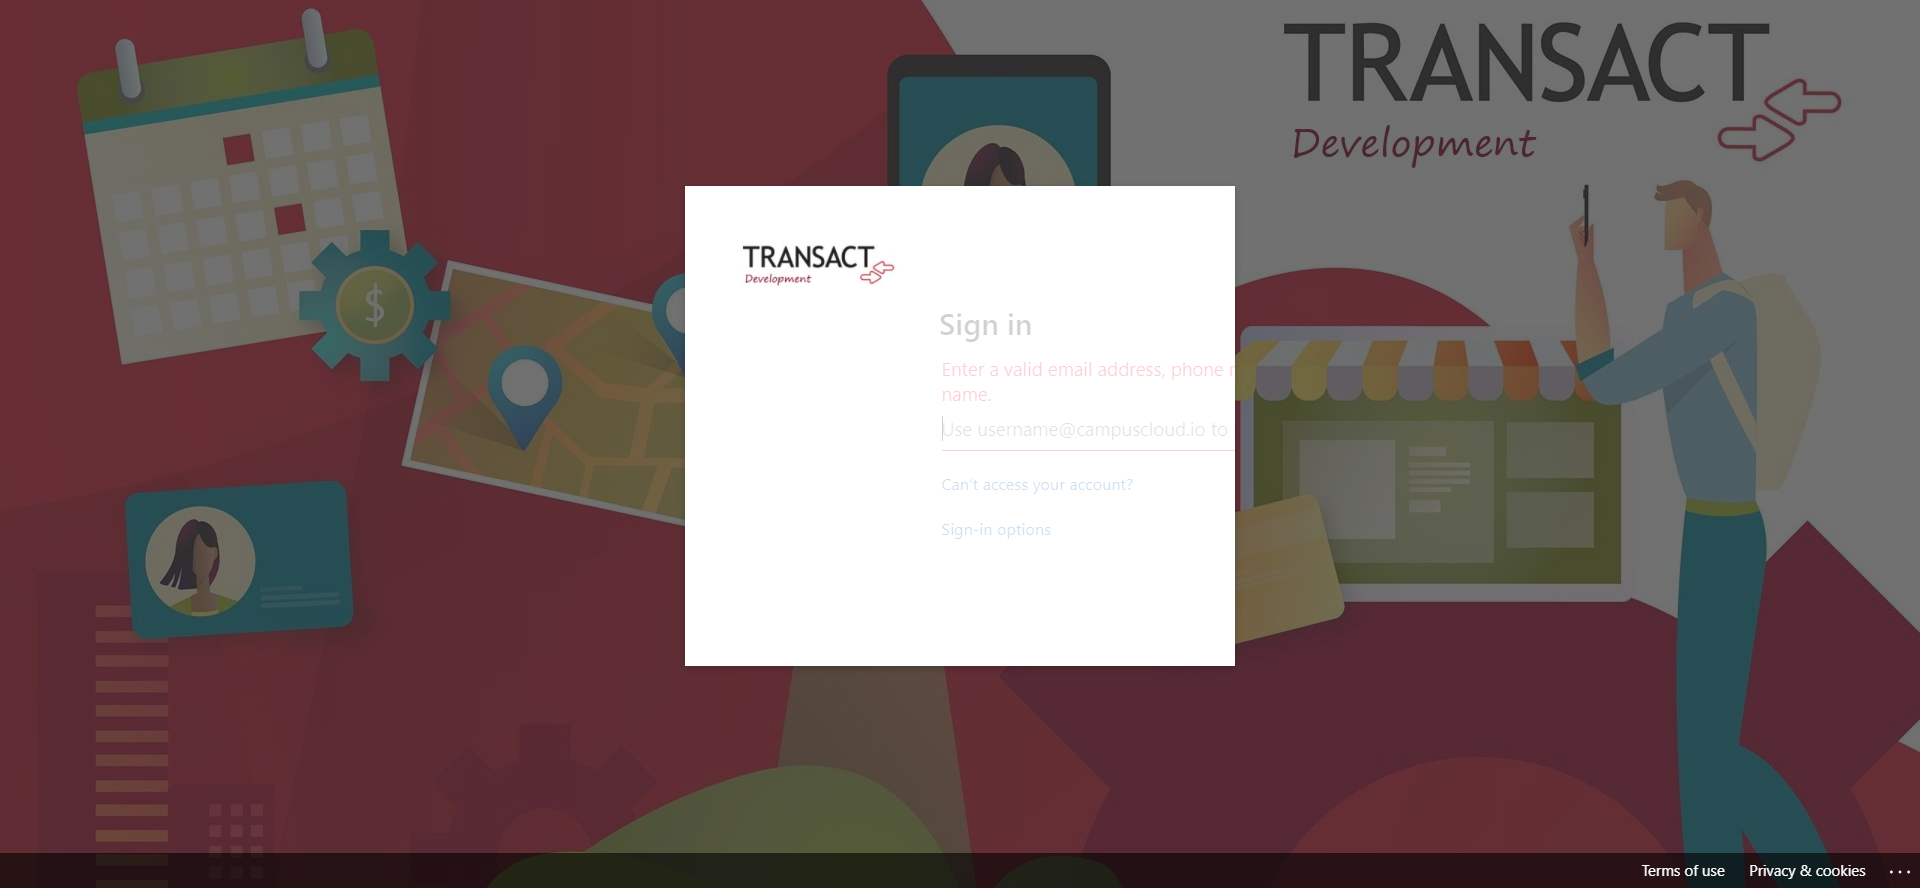 TRANSACT
Development
TRANSACT
Development
Sign in
Enter a valid email address, phone
name.
Use username@campuscloud.io to
Can't access your account?
Sign-in options
$
Terms of use
Privacy & cookies
...